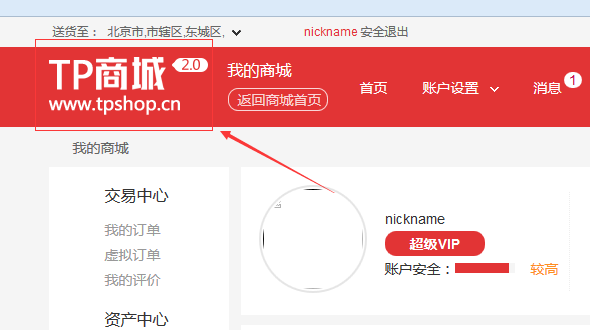 送货至： 北京市,市辖区,东城区,
nickname 安全退出
TP商城 2.0
www.tpshop.cn
我的商城
返回商城首页
首页
账户设置
消息 1
我的商城
交易中心
我的订单
虚拟订单
我的评价
资产中心
nickname
超级VIP
账户安全： 较高